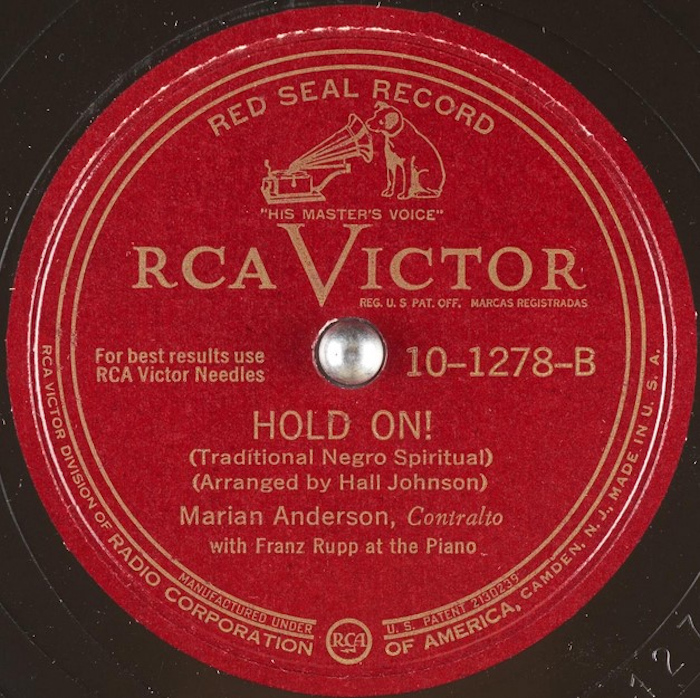 RED SEAL RECORD
"HIS MASTER'S VOICE"
RCA VICTOR
REG. U. S PAT. OFF. MARCAS REGISTRADAS
For best results use
RCA Victor Needles
10-1278-B
HOLD ON!
(Traditional Negro Spiritual)
(Arranged by Hall Johnson)
Marian Anderson, Contralto
with Franz Rupp at the Piano
MANUFACTURED UNDER U. S. PATENT 2130239
RCA VICTOR DIVISION OF RADIO CORPORATION OF AMERICA, CAMDEN, N. J., MADE IN U. S. A.
RCA
127